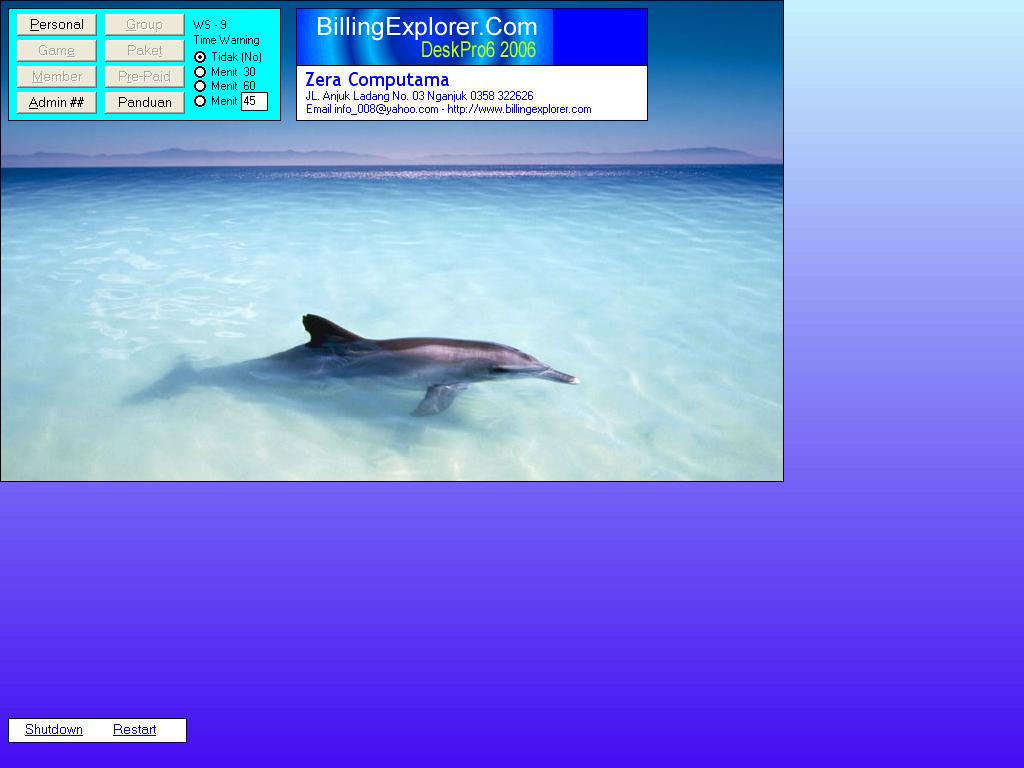 Personal
Group
Game
Paket
Member
Pre-Paid
Admin ##
Panduan
WS - 9
Time Warning
Tidak (No)
Menit 30
Menit 60
Menit 45
BillingExplorer.Com
DeskPro6 2006
Zera Computama
JL. Anjuk Ladang No. 03 Nganjuk 0358 322626
Email info_008@yahoo.com - http://www.billingexplorer.com
Shutdown
Restart